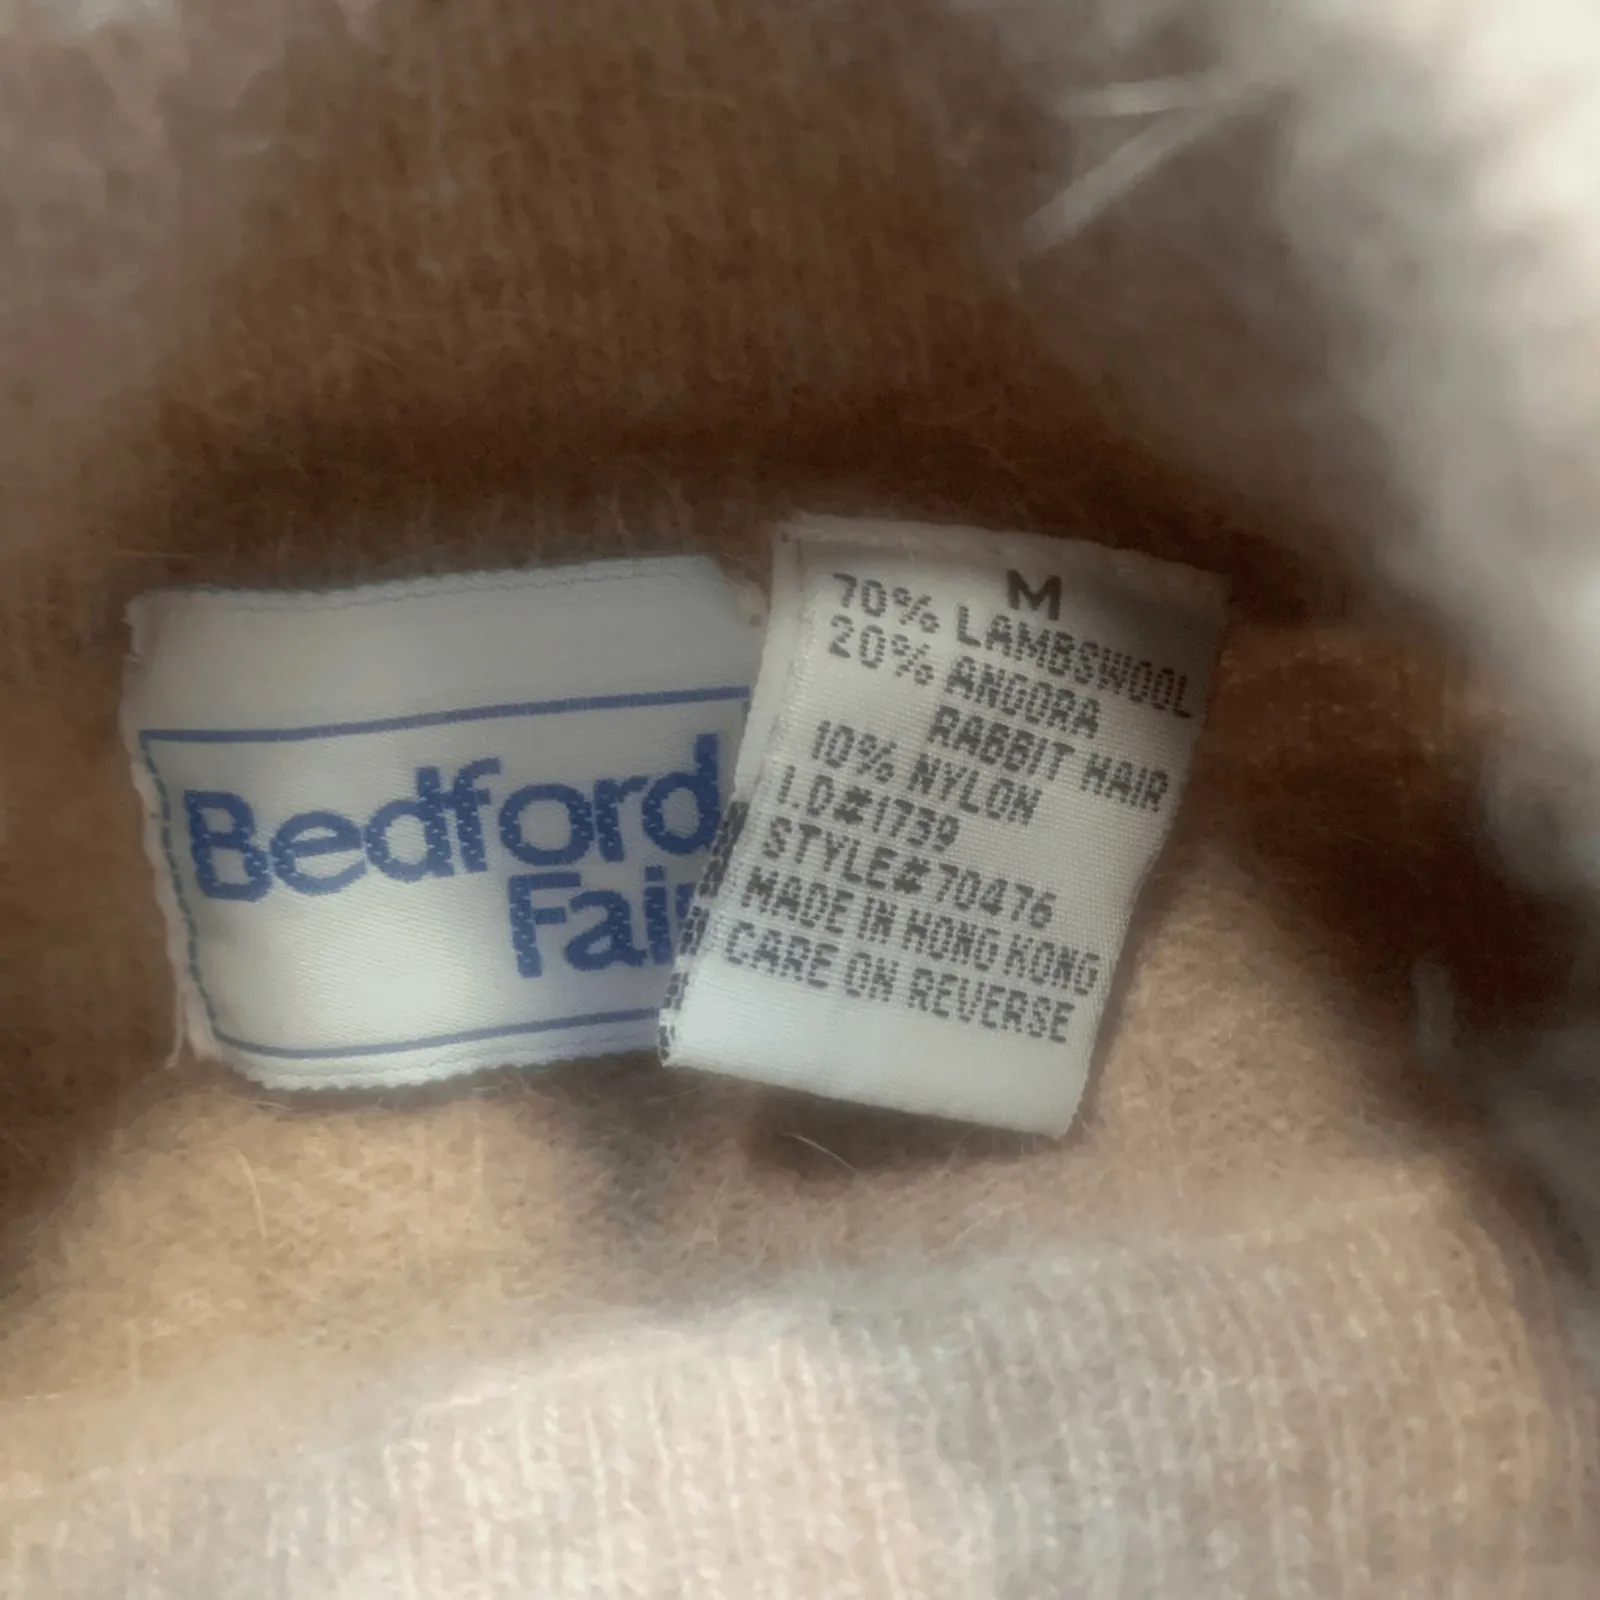 Bedford
Fair
M
70% LAMBSWOOL
20% ANGORA
RABBIT HAIR
10% NYLON
I.D#1739
STYLE#70476
MADE IN HONG KONG
CARE ON REVERSE